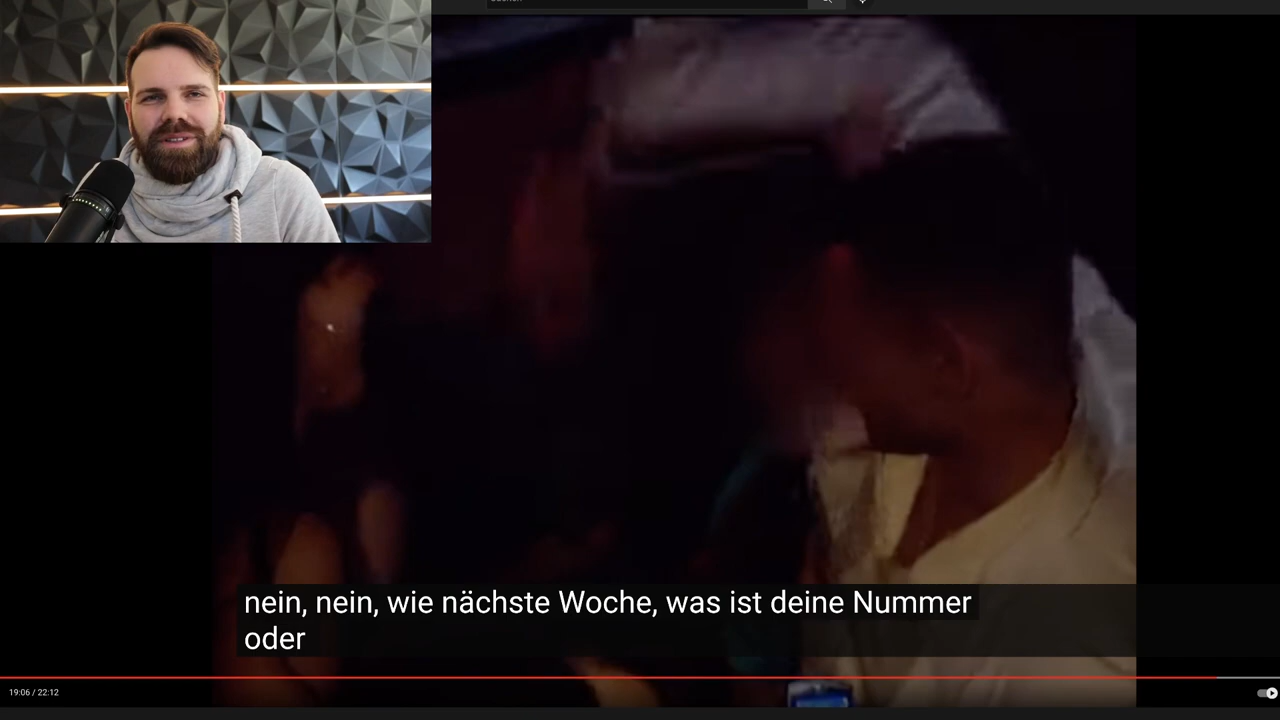 nein, nein, wie nächste Woche, was ist deine Nummer
oder
19:06 / 22:12